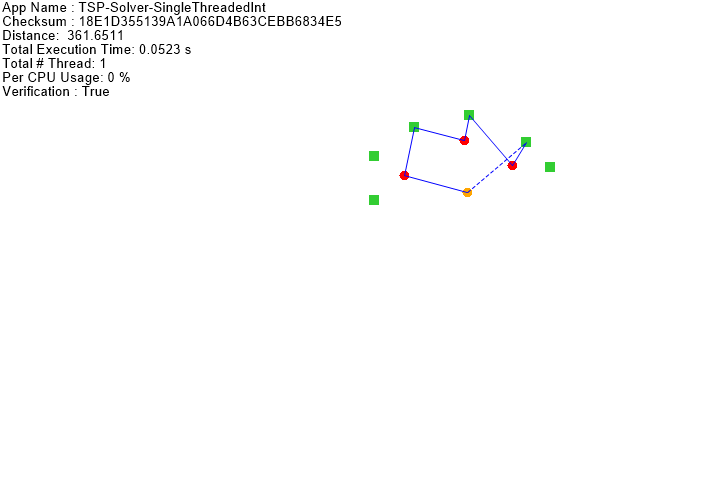 App Name : TSP-Solver-SingleThreadedInt
Checksum : 18E1D355139A1A066D4B63CEBB6834E5
Distance:  361.6511
Total Execution Time: 0.0523 s
Total # Thread: 1
Per CPU Usage: 0 %
Verification : True